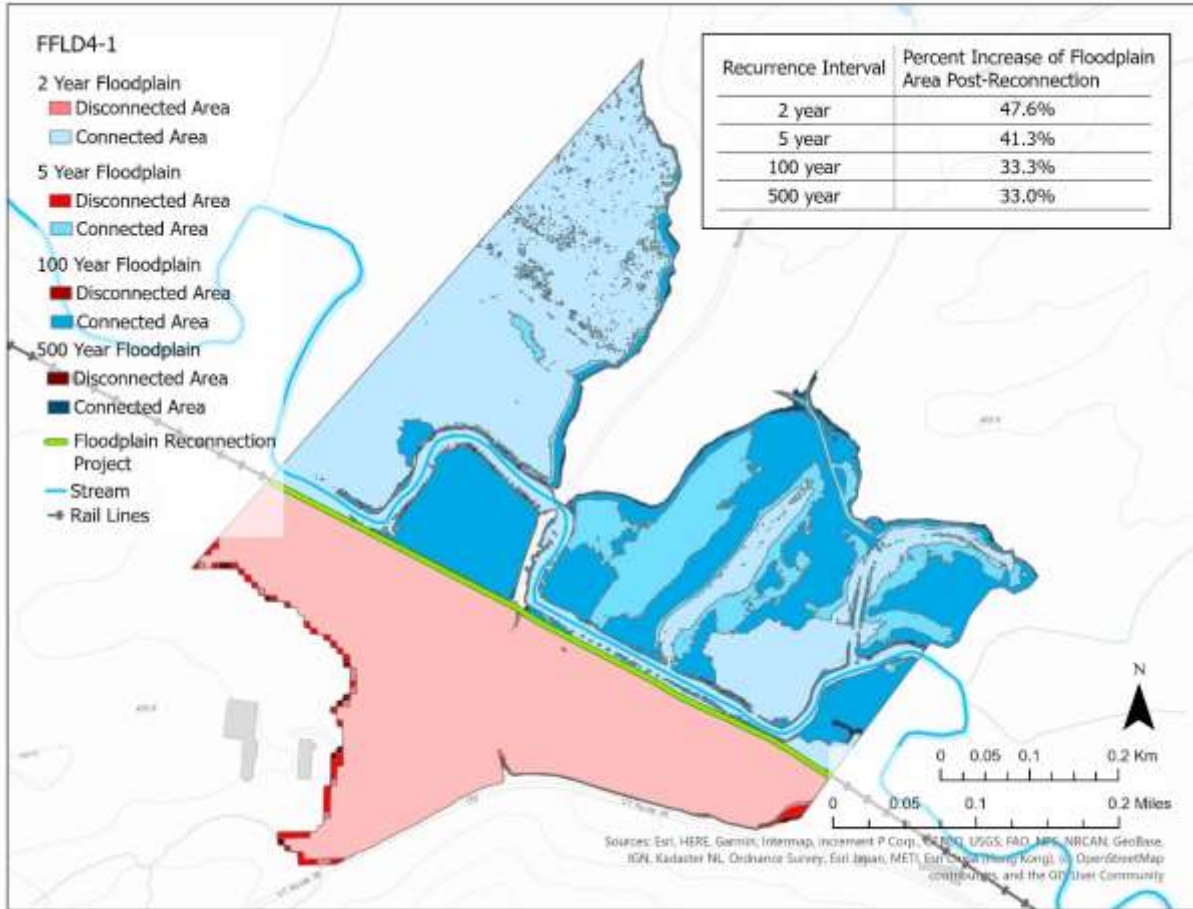 FFLD4-1
2 Year Floodplain
Disconnected Area
Connected Area
5 Year Floodplain
Disconnected Area
Connected Area
100 Year Floodplain
Disconnected Area
Connected Area
500 Year Floodplain
Disconnected Area
Connected Area
Floodplain Reconnection
Project
Stream
Rail Lines
Recurrence Interval Percent Increase of Floodplain
Area Post-Reconnection
2 year 47.6%
5 year 41.3%
100 year 33.3%
500 year 33.0%
N
0 0.05 0.1 0.2 Km
0 0.05 0.1 0.2 Miles
Sources: Esri, HERE, Garmin, Intermap, increment P Corp., USGS, FAO, NPS, NRCAN, GeoBase,
IGN, Kadaster NL, Ordnance Survey, Esri Japan, METI, Esri (Hong Kong), OpenStreetMap
contributors, and the GIS User Community